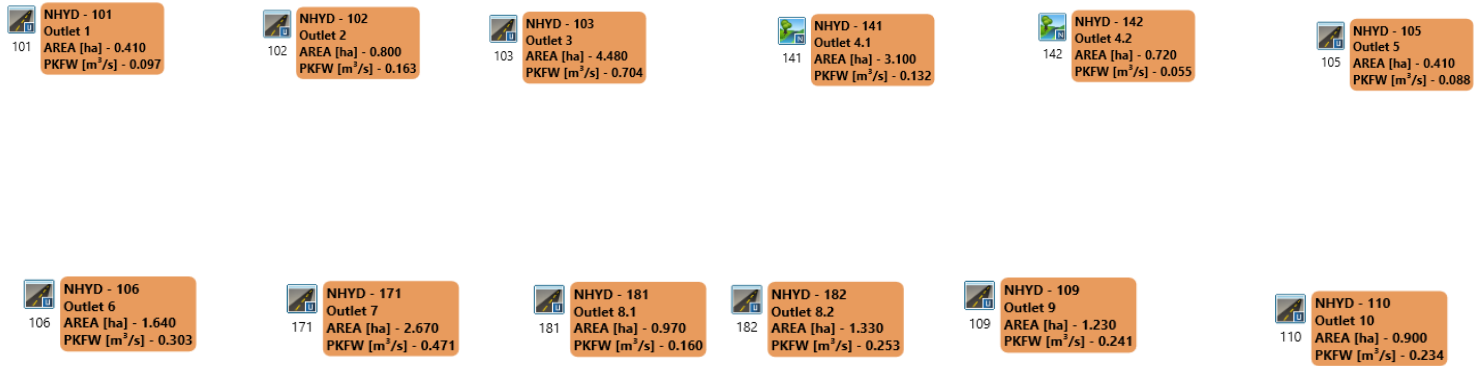 NHYD - 101
Outlet 1
AREA [ha] - 0.410
PKFW [m³/s] - 0.097
U
101
NHYD - 102
Outlet 2
AREA [ha] - 0.800
PKFW [m³/s] - 0.163
U
102
NHYD - 103
Outlet 3
AREA [ha] - 4.480
PKFW [m³/s] - 0.704
U
103
NHYD - 141
Outlet 4.1
AREA [ha] - 3.100
PKFW [m³/s] - 0.132
N
141
NHYD - 142
Outlet 4.2
AREA [ha] - 0.720
PKFW [m³/s] - 0.055
N
142
NHYD - 105
Outlet 5
AREA [ha] - 0.410
PKFW [m³/s] - 0.088
U
105
NHYD - 106
Outlet 6
AREA [ha] - 1.640
PKFW [m³/s] - 0.303
U
106
NHYD - 171
Outlet 7
AREA [ha] - 2.670
PKFW [m³/s] - 0.471
U
171
NHYD - 181
Outlet 8.1
AREA [ha] - 0.970
PKFW [m³/s] - 0.160
U
181
NHYD - 182
Outlet 8.2
AREA [ha] - 1.330
PKFW [m³/s] - 0.253
U
182
NHYD - 109
Outlet 9
AREA [ha] - 1.230
PKFW [m³/s] - 0.241
U
109
NHYD - 110
Outlet 10
AREA [ha] - 0.900
PKFW [m³/s] - 0.234
U
110